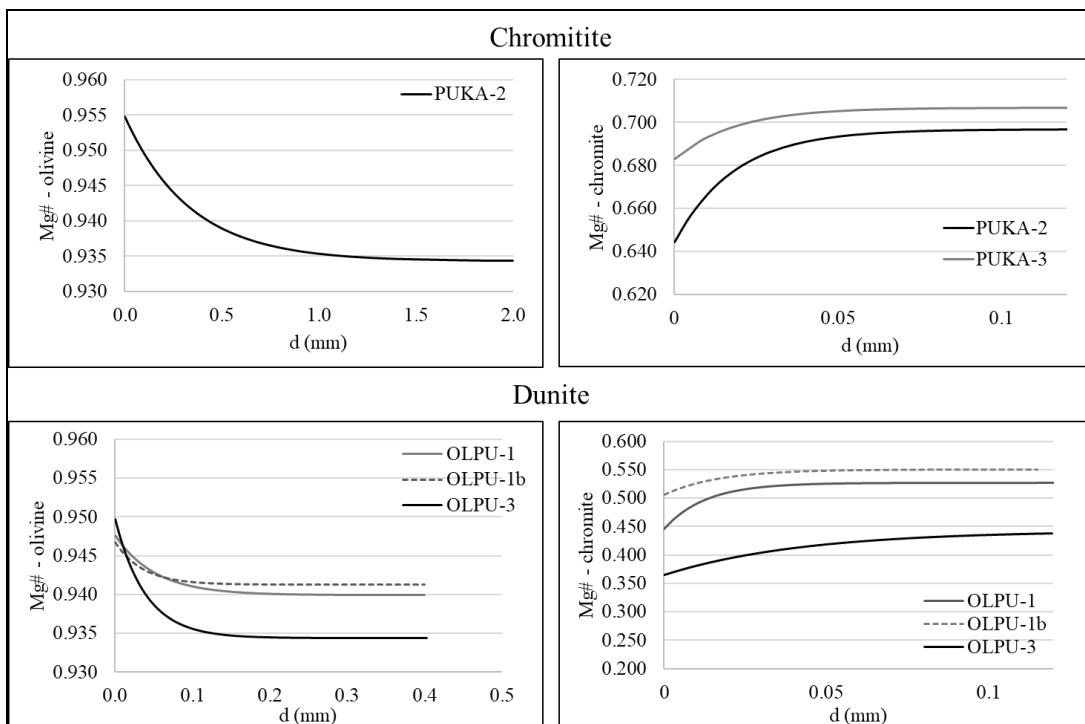 Chromitite
0.960
0.955
0.950
0.945
0.940
0.935
0.930
Mg# - olivine
PUKA-2
0.0
0.5
1.0
1.5
2.0
d (mm)
0.720
0.700
0.680
0.660
0.640
0.620
Mg# - chromite
PUKA-2
PUKA-3
0
0.05
0.1
d (mm)
Dunite
0.960
0.955
0.950
0.945
0.940
0.935
0.930
Mg# - olivine
OLPU-1
OLPU-1b
OLPU-3
0.0
0.1
0.2
0.3
0.4
0.5
d (mm)
0.600
0.550
0.500
0.450
0.400
0.350
0.300
0.250
0.200
Mg# - chromite
OLPU-1
OLPU-1b
OLPU-3
0
0.05
0.1
d (mm)